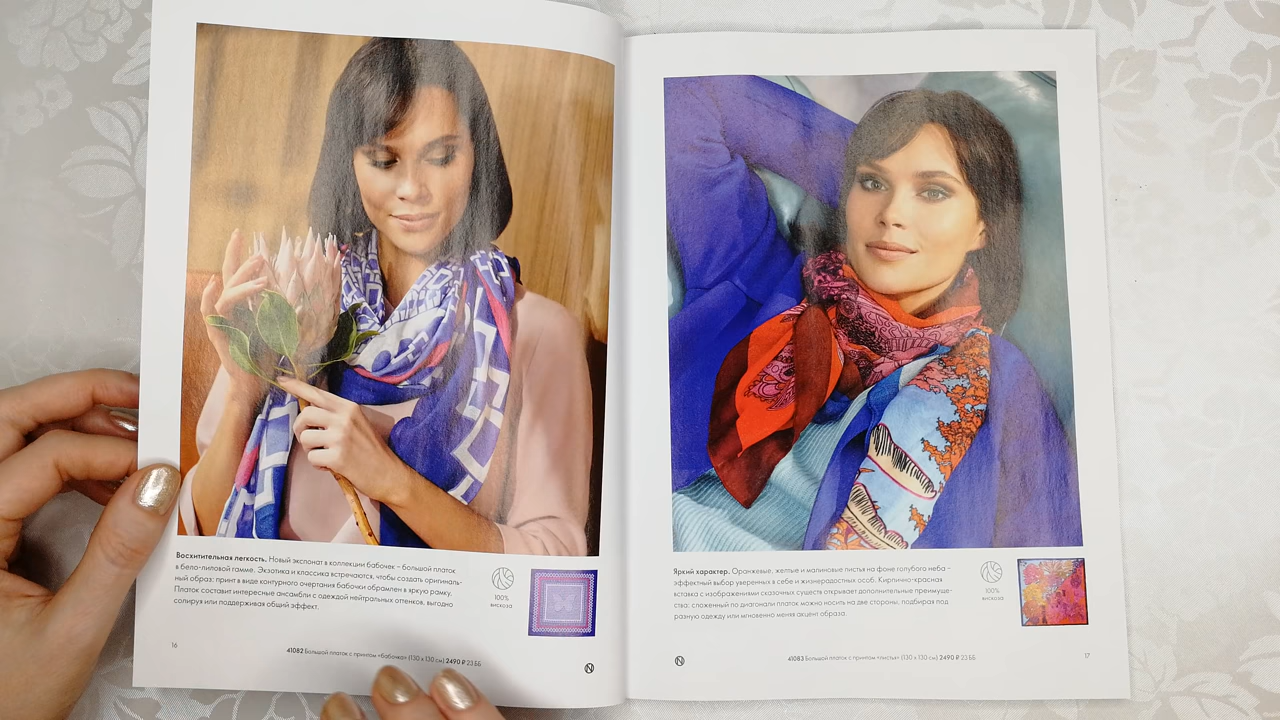 Восхитительная легкость. Новый экспонат в коллекции бабочек – большой платок
в бело-лиловой гамме. Экзотика и классика встречаются, чтобы создать оригиналь-
ный образ: принт в виде контурного очертания бабочки обрамлен в яркую рамку.
Платок составит интересные ансамбли с одеждой нейтральных оттенков, выгодно
солируя или поддерживая общий эффект.
100%
вискоза
16
41082 Большой платок с принтом «бабочка» (130 х 130 см) 2490 ₽ 23 ББ
N
Яркий характер. Оранжевые, желтые и малиновые листья на фоне голубого неба –
эффектный выбор уверенных в себе и жизнерадостных особ. Кирпично-красная
вставка с изображениями сказочных существ открывает дополнительные преимуще-
ства: сложенный по диагонали платок можно носить на две стороны, подбирая под
разную одежду или мгновенно меняя акцент образа.
100%
вискоза
N
41083 Большой платок с принтом «листья» (130 х 130 см) 2490 ₽ 23 ББ
17